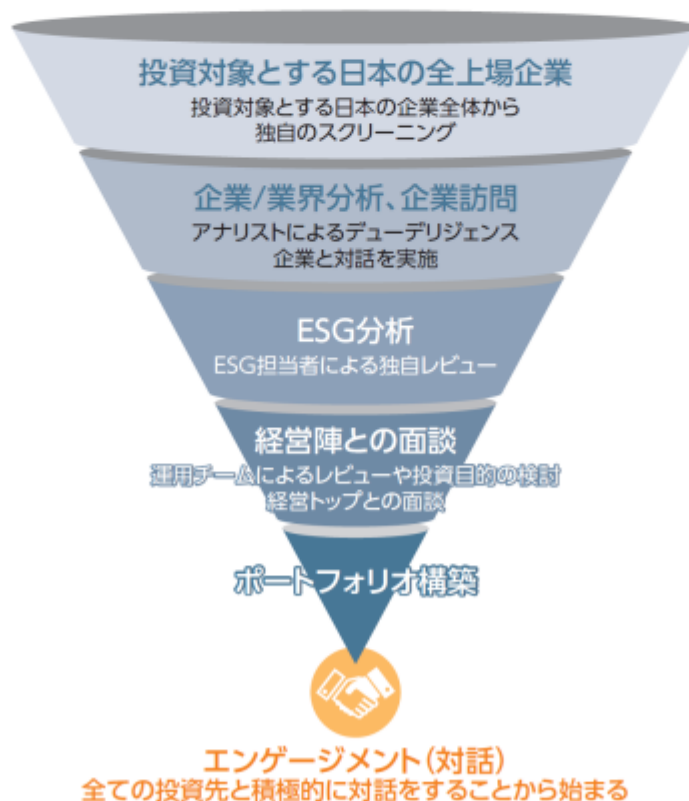 投資対象とする日本の全上場企業
投資対象とする日本の企業全体から
独自のスクリーニング
企業/業界分析、企業訪問
アナリストによるデューデリジェンス
企業と対話を実施
ESG分析
ESG担当者による独自レビュー
経営陣との面談
運用チームによるレビューや投資目的の検討
経営トップとの面談
ポートフォリオ構築
エンゲージメント(対話)
全ての投資先と積極的に対話をすることから始まる